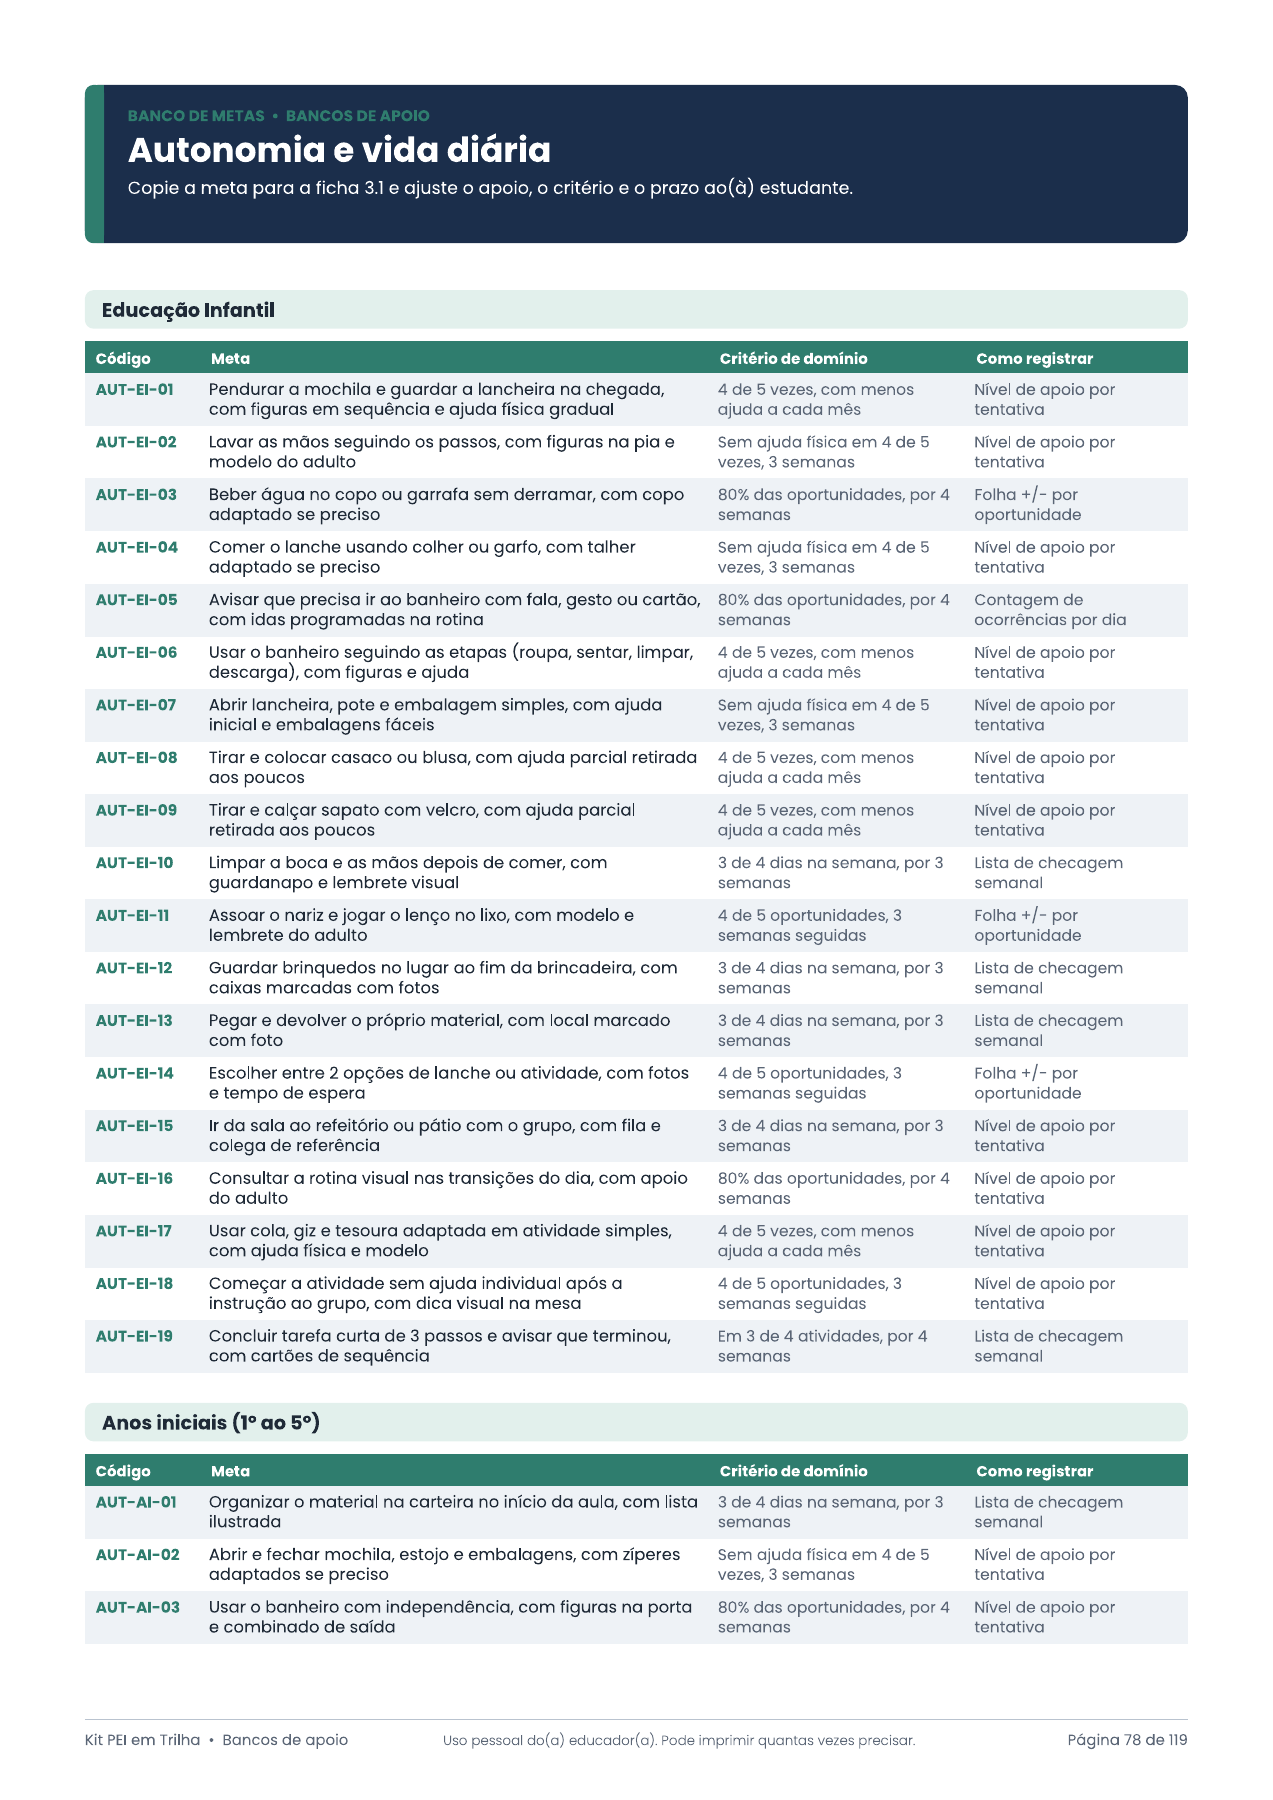 BANCO DE METAS • BANCOS DE APOIO
Autonomia e vida diária
Copie a meta para a ficha 3.1 e ajuste o apoio, o critério e o prazo ao(à) estudante.
Educação Infantil
Código Meta Critério de domínio Como registrar
AUT-EI-01 Pendurar a mochila e guardar a lancheira na chegada, 4 de 5 vezes, com menos Nível de apoio por
com figuras em sequência e ajuda física gradual ajuda a cada mês tentativa
AUT-EI-02 Lavar as mãos seguindo os passos, com figuras na pia e Sem ajuda física em 4 de 5 Nível de apoio por
modelo do adulto vezes, 3 semanas tentativa
AUT-EI-03 Beber água no copo ou garrafa sem derramar, com copo 80% das oportunidades, por 4 Folha +/- por
adaptado se preciso semanas oportunidade
AUT-EI-04 Comer o lanche usando colher ou garfo, com talher Sem ajuda física em 4 de 5 Nível de apoio por
adaptado se preciso vezes, 3 semanas tentativa
AUT-EI-05 Avisar que precisa ir ao banheiro com fala, gesto ou cartão, 80% das oportunidades, por 4 Contagem de
com idas programadas na rotina semanas ocorrências por dia
AUT-EI-06 Usar o banheiro seguindo as etapas (roupa, sentar, limpar, 4 de 5 vezes, com menos Nível de apoio por
descarga), com figuras e ajuda ajuda a cada mês tentativa
AUT-EI-07 Abrir lancheira, pote e embalagem simples, com ajuda Sem ajuda física em 4 de 5 Nível de apoio por
inicial e embalagens fáceis vezes, 3 semanas tentativa
AUT-EI-08 Tirar e colocar casaco ou blusa, com ajuda parcial retirada 4 de 5 vezes, com menos Nível de apoio por
aos poucos ajuda a cada mês tentativa
AUT-EI-09 Tirar e calçar sapato com velcro, com ajuda parcial 4 de 5 vezes, com menos Nível de apoio por
retirada aos poucos ajuda a cada mês tentativa
AUT-EI-10 Limpar a boca e as mãos depois de comer, com 3 de 4 dias na semana, por 3 Lista de checagem
guardanapo e lembrete visual semanas semanal
AUT-EI-11 Assoar o nariz e jogar o lenço no lixo, com modelo e 4 de 5 oportunidades, 3 Folha +/- por
lembrete do adulto semanas seguidas oportunidade
AUT-EI-12 Guardar brinquedos no lugar ao fim da brincadeira, com 3 de 4 dias na semana, por 3 Lista de checagem
caixas marcadas com fotos semanas semanal
AUT-EI-13 Pegar e devolver o próprio material, com local marcado 3 de 4 dias na semana, por 3 Lista de checagem
com foto semanas semanal
AUT-EI-14 Escolher entre 2 opções de lanche ou atividade, com fotos 4 de 5 oportunidades, 3 Folha +/- por
e tempo de espera semanas seguidas oportunidade
AUT-EI-15 Ir da sala ao refeitório ou pátio com o grupo, com fila e 3 de 4 dias na semana, por 3 Nível de apoio por
colega de referência semanas tentativa
AUT-EI-16 Consultar a rotina visual nas transições do dia, com apoio 80% das oportunidades, por 4 Nível de apoio por
do adulto semanas tentativa
AUT-EI-17 Usar cola, giz e tesoura adaptada em atividade simples, 4 de 5 vezes, com menos Nível de apoio por
com ajuda física e modelo ajuda a cada mês tentativa
AUT-EI-18 Começar a atividade sem ajuda individual após a 4 de 5 oportunidades, 3 Nível de apoio por
instrução ao grupo, com dica visual na mesa semanas seguidas tentativa
AUT-EI-19 Concluir tarefa curta de 3 passos e avisar que terminou, Em 3 de 4 atividades, por 4 Lista de checagem
com cartões de sequência semanas semanal
Anos iniciais (1º ao 5º)
Código Meta Critério de domínio Como registrar
AUT-AI-01 Organizar o material na carteira no início da aula, com lista 3 de 4 dias na semana, por 3 Lista de checagem
ilustrada semanas semanal
AUT-AI-02 Abrir e fechar mochila, estojo e embalagens, com zíperes Sem ajuda física em 4 de 5 Nível de apoio por
adaptados se preciso vezes, 3 semanas tentativa
AUT-AI-03 Usar o banheiro com independência, com figuras na porta 80% das oportunidades, por 4 Nível de apoio por
e combinado de saída semanas tentativa
Kit PEI em Trilha • Bancos de apoio Uso pessoal do(a) educador(a). Pode imprimir quantas vezes precisar. Página 78 de 119